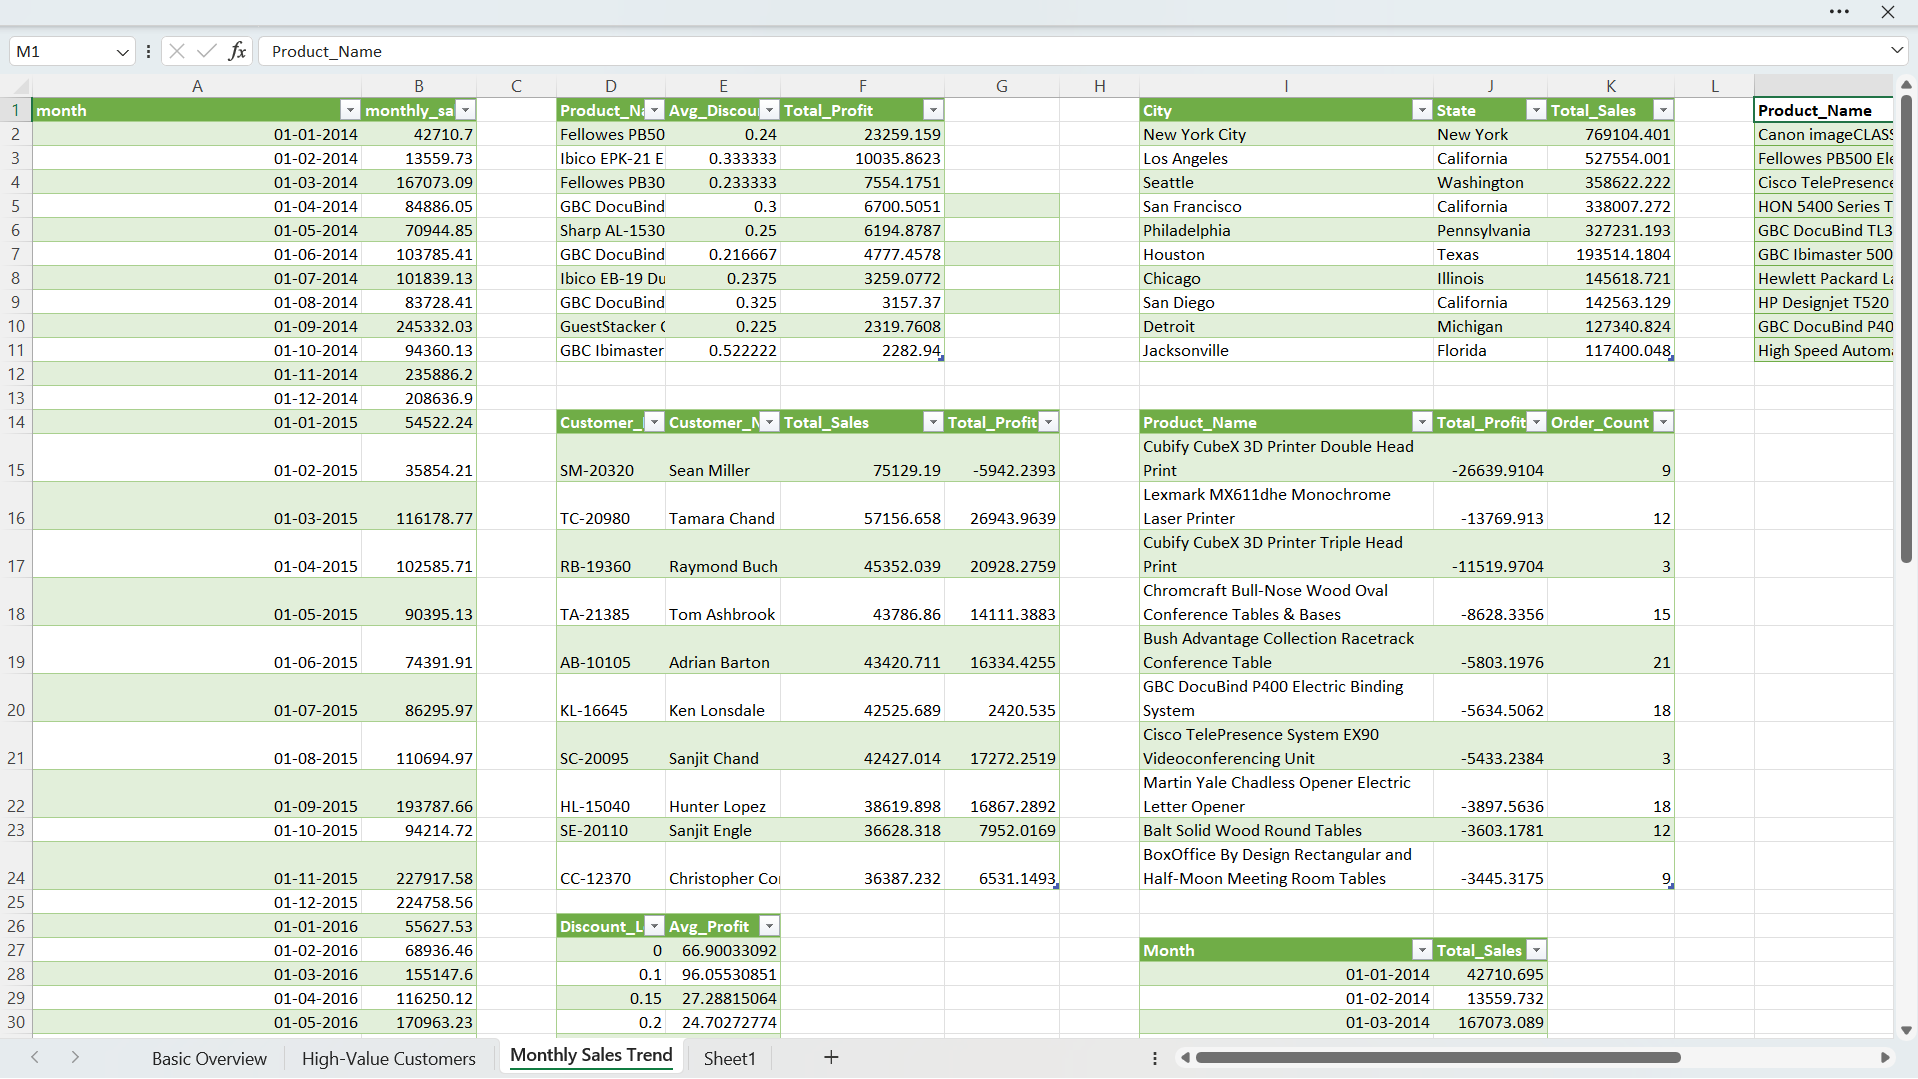 M1 fx Product_Name
A B C D E F G H I J K L
1 month monthly_sa Product_Na Avg_Discou Total_Profit City State Total_Sales Product_Name
2 01-01-2014 42710.7 Fellowes PB50 0.24 23259.159 New York City New York 769104.401 Canon imageCLASS
3 01-02-2014 13559.73 Ibico EPK-21 E 0.333333 10035.8623 Los Angeles California 527554.001 Fellowes PB500 Ele
4 01-03-2014 167073.09 Fellowes PB30 0.233333 7554.1751 Seattle Washington 358622.222 Cisco TelePresence
5 01-04-2014 84886.05 GBC DocuBind 0.3 6700.5051 San Francisco California 338007.272 HON 5400 Series T
6 01-05-2014 70944.85 Sharp AL-1530 0.25 6194.8787 Philadelphia Pennsylvania 327231.193 GBC DocuBind TL3
7 01-06-2014 103785.41 GBC DocuBind 0.216667 4777.4578 Houston Texas 193514.1804 GBC Ibimaster 500
8 01-07-2014 101839.13 Ibico EB-19 Du 0.2375 3259.0772 Chicago Illinois 145618.721 Hewlett Packard La
9 01-08-2014 83728.41 GBC DocuBind 0.325 3157.37 San Diego California 142563.129 HP Designjet T520
10 01-09-2014 245332.03 GuestStacker 0.225 2319.7608 Detroit Michigan 127340.824 GBC DocuBind P40
11 01-10-2014 94360.13 GBC Ibimaster 0.522222 2282.94 Jacksonville Florida 117400.048 High Speed Automa
12 01-11-2014 235886.2
13 01-12-2014 208636.9
14 01-01-2015 54522.24 Customer_ Customer_N Total_Sales Total_Profit Product_Name Total_Profit Order_Count
Cubify CubeX 3D Printer Double Head
15 01-02-2015 35854.21 SM-20320 Sean Miller 75129.19 -5942.2393 Print -26639.9104 9
Lexmark MX611dhe Monochrome
16 01-03-2015 116178.77 TC-20980 Tamara Chand 57156.658 26943.9639 Laser Printer -13769.913 12
Cubify CubeX 3D Printer Triple Head
17 01-04-2015 102585.71 RB-19360 Raymond Buch 45352.039 20928.2759 Print -11519.9704 3
Chromcraft Bull-Nose Wood Oval
18 01-05-2015 90395.13 TA-21385 Tom Ashbrook 43786.86 14111.3883 Conference Tables & Bases -8628.3356 15
Bush Advantage Collection Racetrack
19 01-06-2015 74391.91 AB-10105 Adrian Barton 43420.711 16334.4255 Conference Table -5803.1976 21
GBC DocuBind P400 Electric Binding
20 01-07-2015 86295.97 KL-16645 Ken Lonsdale 42525.689 2420.535 System -5634.5062 18
Cisco TelePresence System EX90
21 01-08-2015 110694.97 SC-20095 Sanjit Chand 42427.014 17272.2519 Videoconferencing Unit -5433.2384 3
Martin Yale Chadless Opener Electric
22 01-09-2015 193787.66 HL-15040 Hunter Lopez 38619.898 16867.2892 Letter Opener -3897.5636 18
23 01-10-2015 94214.72 SE-20110 Sanjit Engle 36628.318 7952.0169 Balt Solid Wood Round Tables -3603.1781 12
BoxOffice By Design Rectangular and
24 01-11-2015 227917.58 CC-12370 Christopher Co 36387.232 6531.1493 Half-Moon Meeting Room Tables -3445.3175 9
25 01-12-2015 224758.56
26 01-01-2016 55627.53 Discount_L Avg_Profit
27 01-02-2016 68936.46 0 66.90033092 Month Total_Sales
28 01-03-2016 155147.6 0.1 96.05530851 01-01-2014 42710.695
29 01-04-2016 116250.12 0.15 27.28815064 01-02-2014 13559.732
30 01-05-2016 170963.23 0.2 24.70272774 01-03-2014 167073.089
Basic Overview High-Value Customers Monthly Sales Trend Sheet1